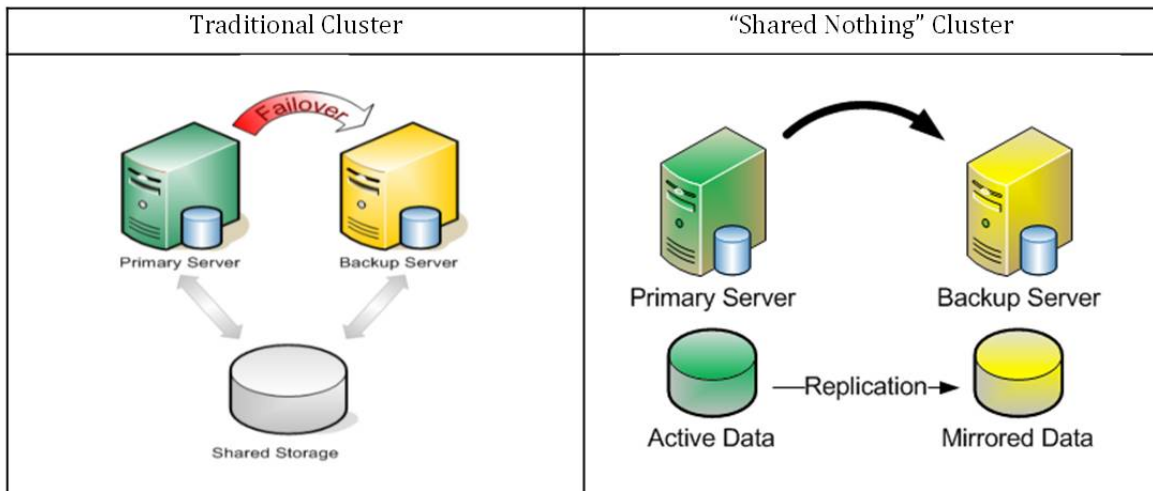 Traditional Cluster
“Shared Nothing” Cluster
Failover
Primary Server
Backup Server
Shared Storage
Primary Server
Backup Server
Replication
Active Data
Mirrored Data